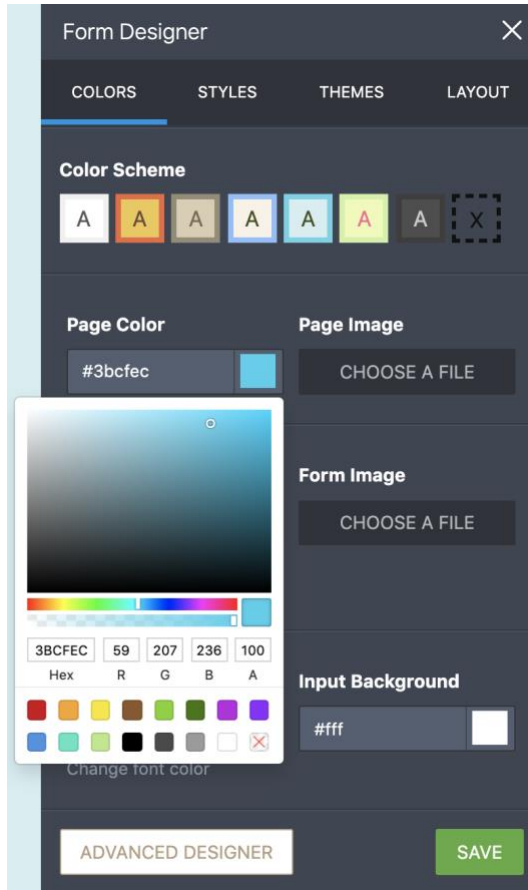 Form Designer
COLORS STYLES THEMES LAYOUT
Color Scheme
A A A A A A A X
Page Color Page Image
#3bcfec CHOOSE A FILE
Form Image
CHOOSE A FILE
3BCFEC 59 207 236 100
Hex R G B A
Input Background
#fff
Change font color
ADVANCED DESIGNER SAVE